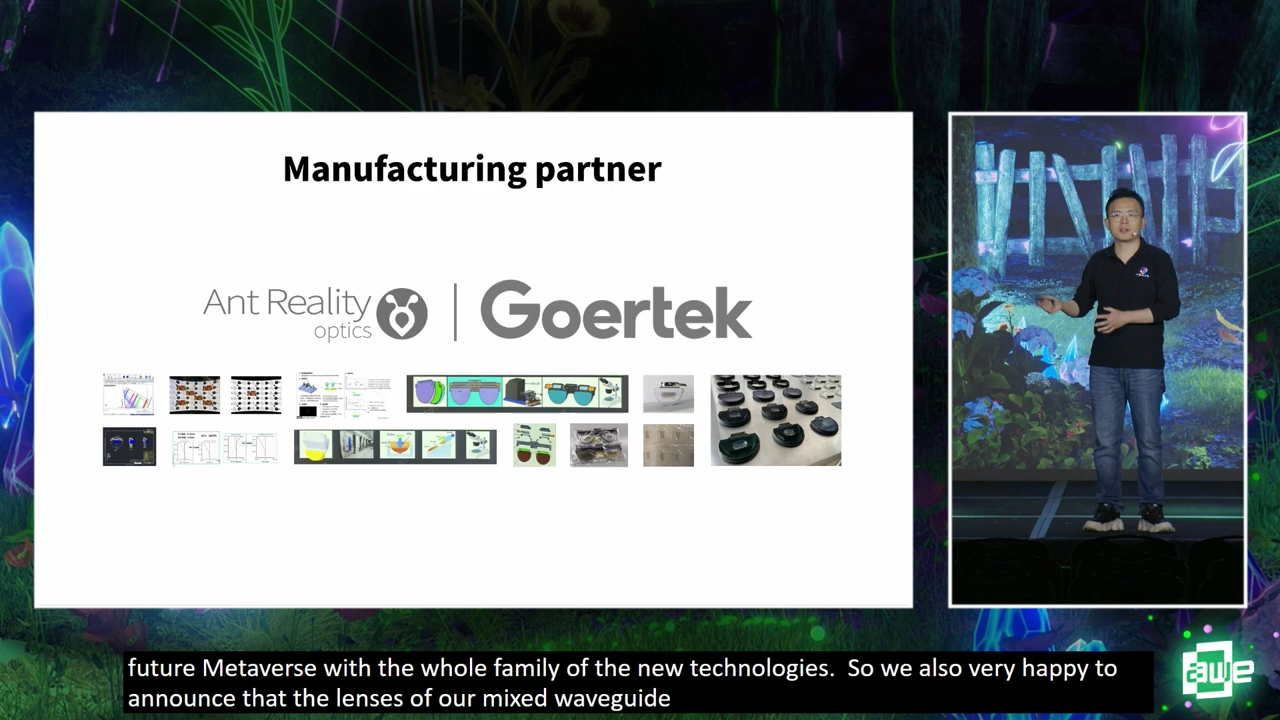 Manufacturing partner
Ant Reality
optics
Goertek
future Metaverse with the whole family of the new technologies. So we also very happy to
announce that the lenses of our mixed waveguide
awe